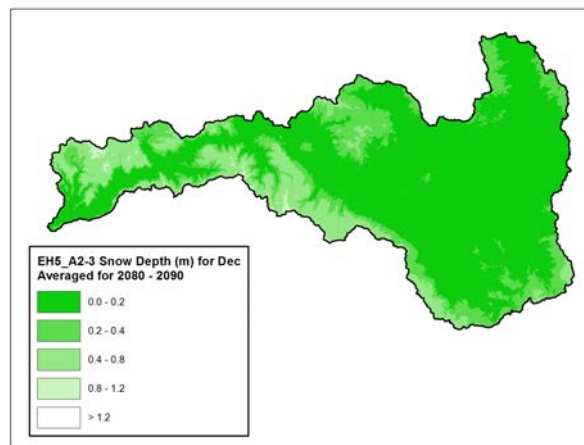 EH5_A2-3 Snow Depth (m) for Dec
Averaged for 2080 - 2090
0.0 - 0.2
0.2 - 0.4
0.4 - 0.8
0.8 - 1.2
> 1.2